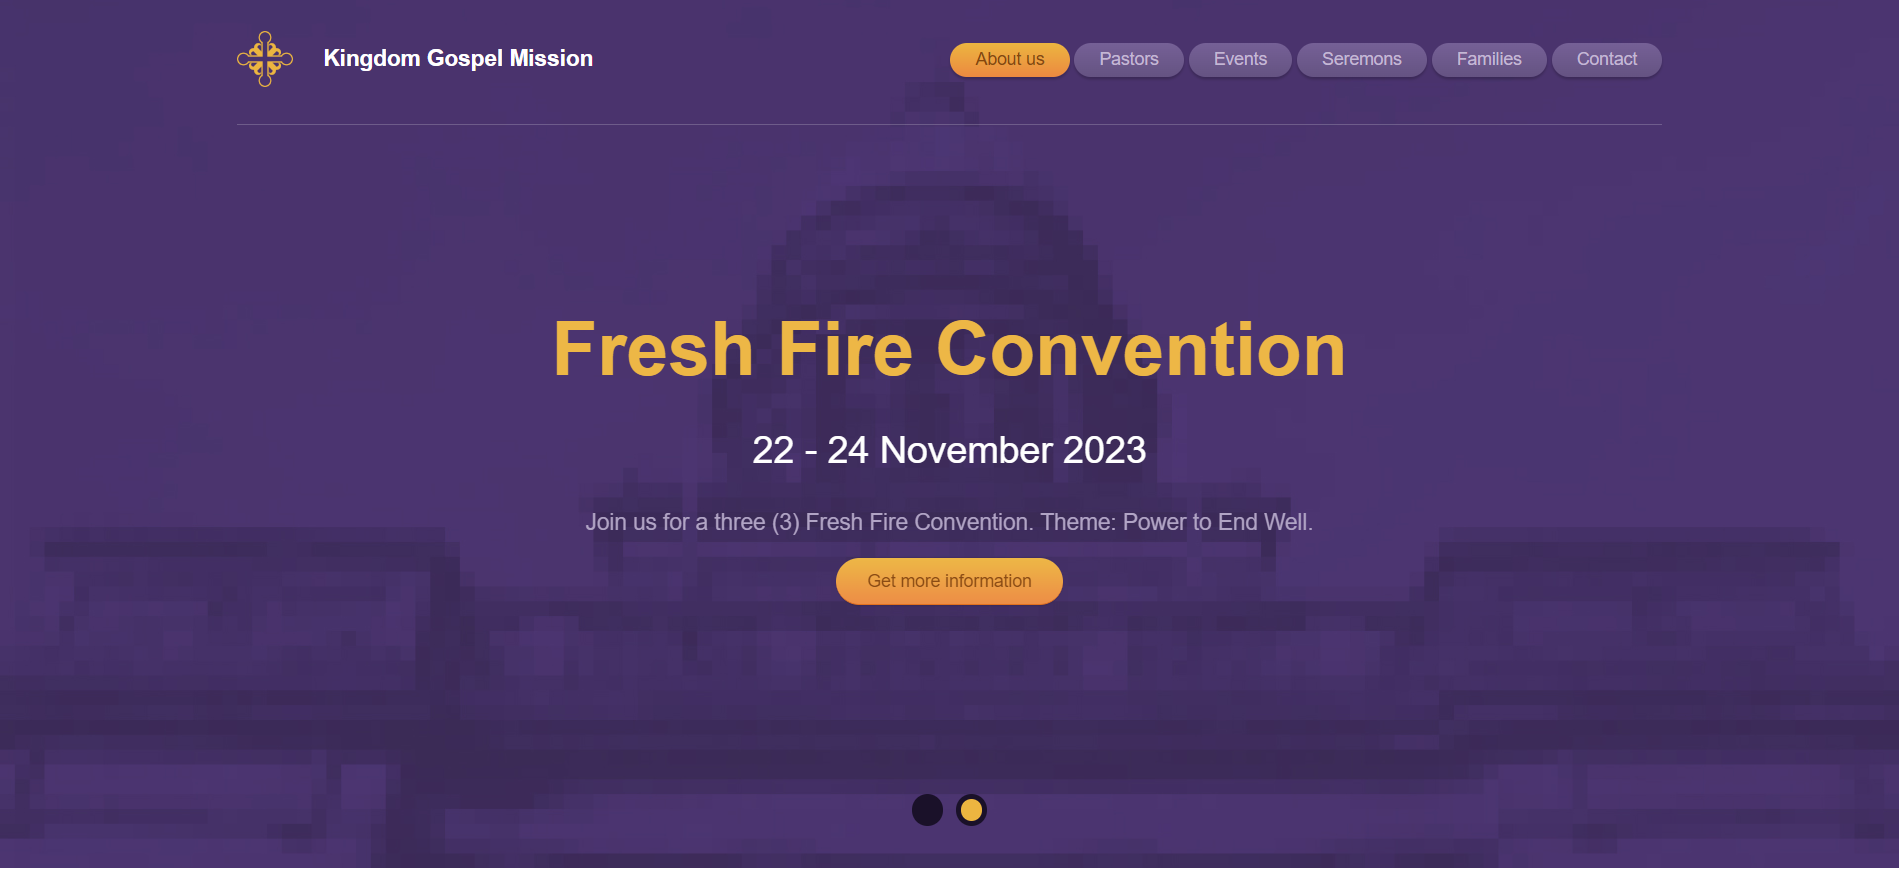 Kingdom Gospel Mission
About us
Pastors
Events
Seremons
Families
Contact
Fresh Fire Convention
22 - 24 November 2023
Join us for a three (3) Fresh Fire Convention. Theme: Power to End Well.
Get more information